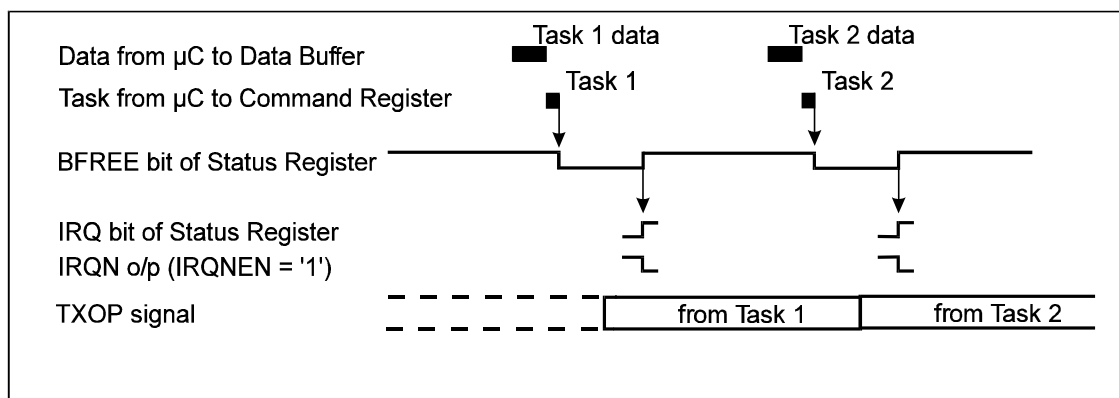 Task 1 data
Task 2 data
Data from µC to Data Buffer
Task 1
Task 2
Task from µC to Command Register
BFREE bit of Status Register
IRQ bit of Status Register
IRQN o/p (IRQNEN = '1')
TXOP signal
from Task 1
from Task 2